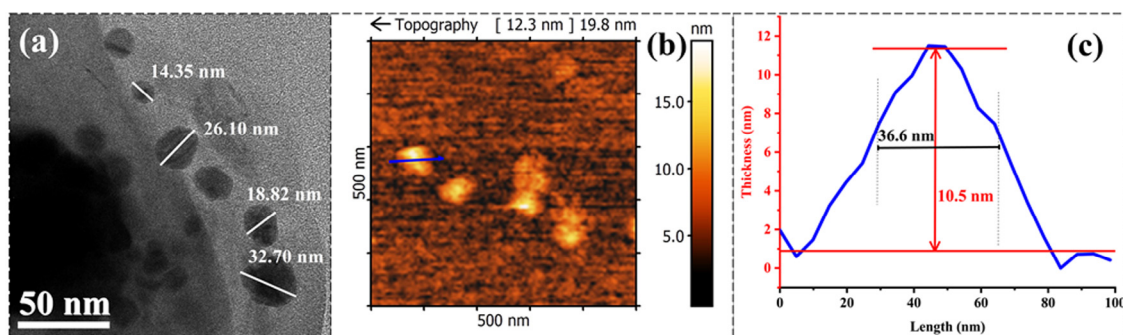 (a)
14.35 nm
26.10 nm
18.82 nm
32.70 nm
50 nm
← Topography [ 12.3 nm ] 19.8 nm
(b)
nm
15.0
10.0
5.0
500 nm
500 nm
(c)
Thickness (nm)
12
10
8
6
4
2
0
36.6 nm
10.5 nm
0 20 40 60 80 100
Length (nm)